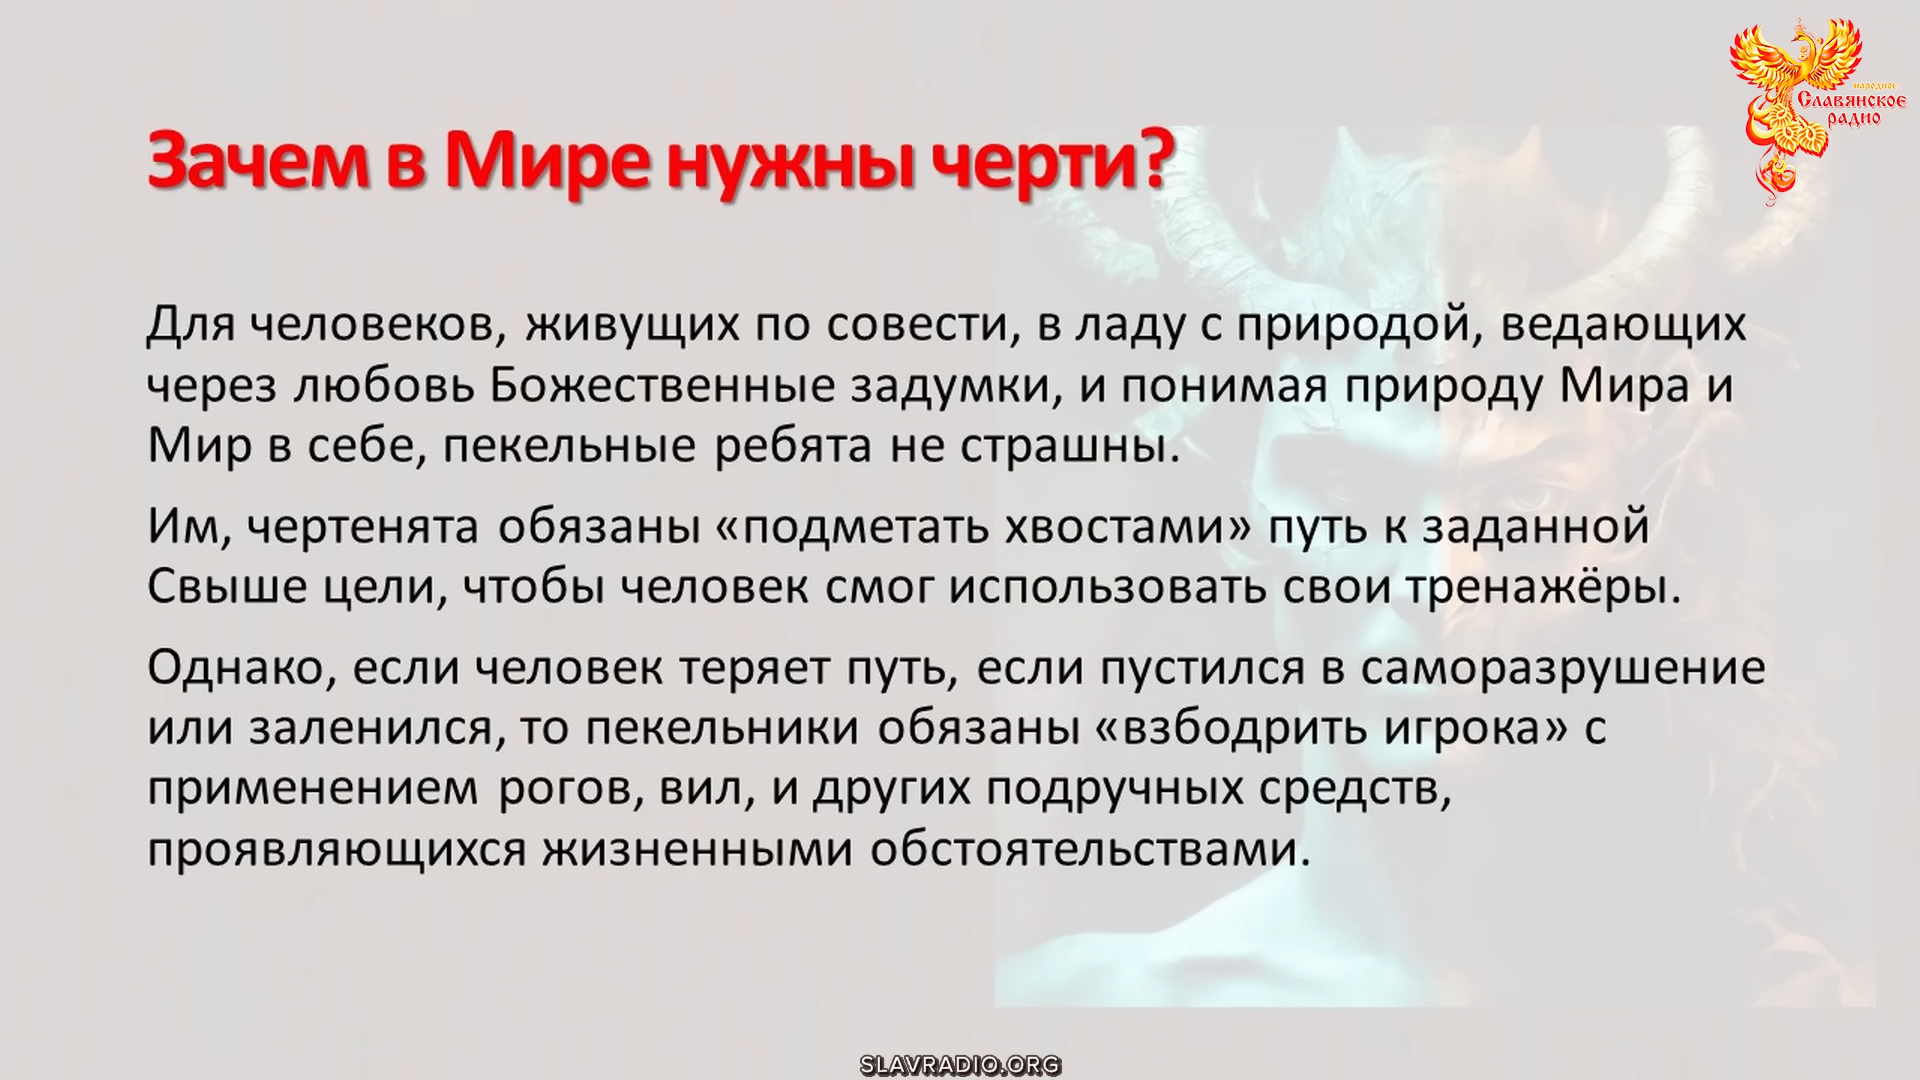 народное
Славянское
радио
Зачем в Мире нужны черти?
Для человеков, живущих по совести, в ладу с природой, ведающих
через любовь Божественные задумки, и понимая природу Мира и
Мир в себе, пекельные ребята не страшны.
Им, чертенята обязаны «подметать хвостами» путь к заданной
Свыше цели, чтобы человек смог использовать свои тренажёры.
Однако, если человек теряет путь, если пустился в саморазрушение
или заленился, то пекельники обязаны «взбодрить игрока» с
применением рогов, вил, и других подручных средств,
проявляющихся жизненными обстоятельствами.
SLAVRADIO.ORG